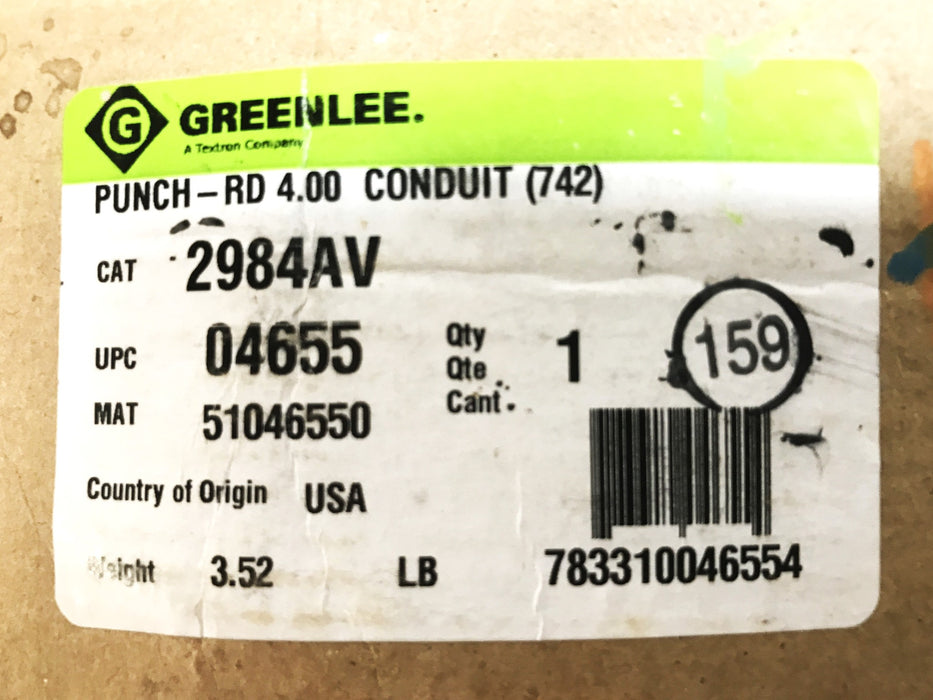 G GREENLEE.
A Textron Company
PUNCH-RD 4.00 CONDUIT (742)
CAT 2984AV
UPC 04655
Qty
Qte
Cant. 1
159
MAT 51046550
Country of Origin USA
Weight 3.52 LB
783310046554